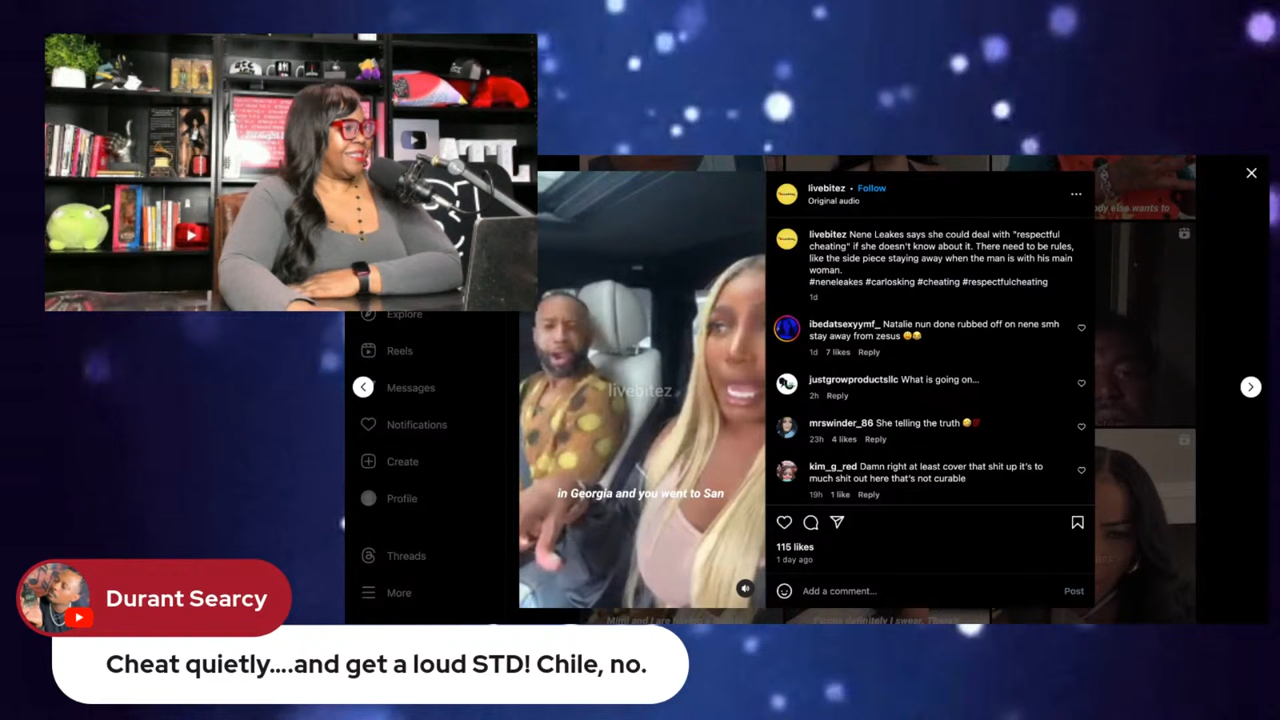 ATL
ody else wants to
livebitez • Follow
Original audio
livebitez Nene Leakes says she could deal with "respectful
cheating" if she doesn't know about it. There need to be rules,
like the side piece staying away when the man is with his main
woman.
#neneleakes #carlosking #cheating #respectfulcheating
1d
ibedatsexyymf_ Natalie nun done rubbed off on nene smh
stay away from zesus 😩😂
1d 7 likes Reply
justgrowproductsllc What is going on...
2h Reply
mrswinder_86 She telling the truth 🤣💯
23h 4 likes Reply
kim_g_red Damn right at least cover that shit up it's to
much shit out here that's not curable
19h 1 like Reply
115 likes
1 day ago
Add a comment...
Post
Explore
Reels
Messages
Notifications
Create
Profile
Threads
More
livebitez
in Georgia and you went to San
Durant Searcy
Cheat quietly....and get a loud STD! Chile, no.